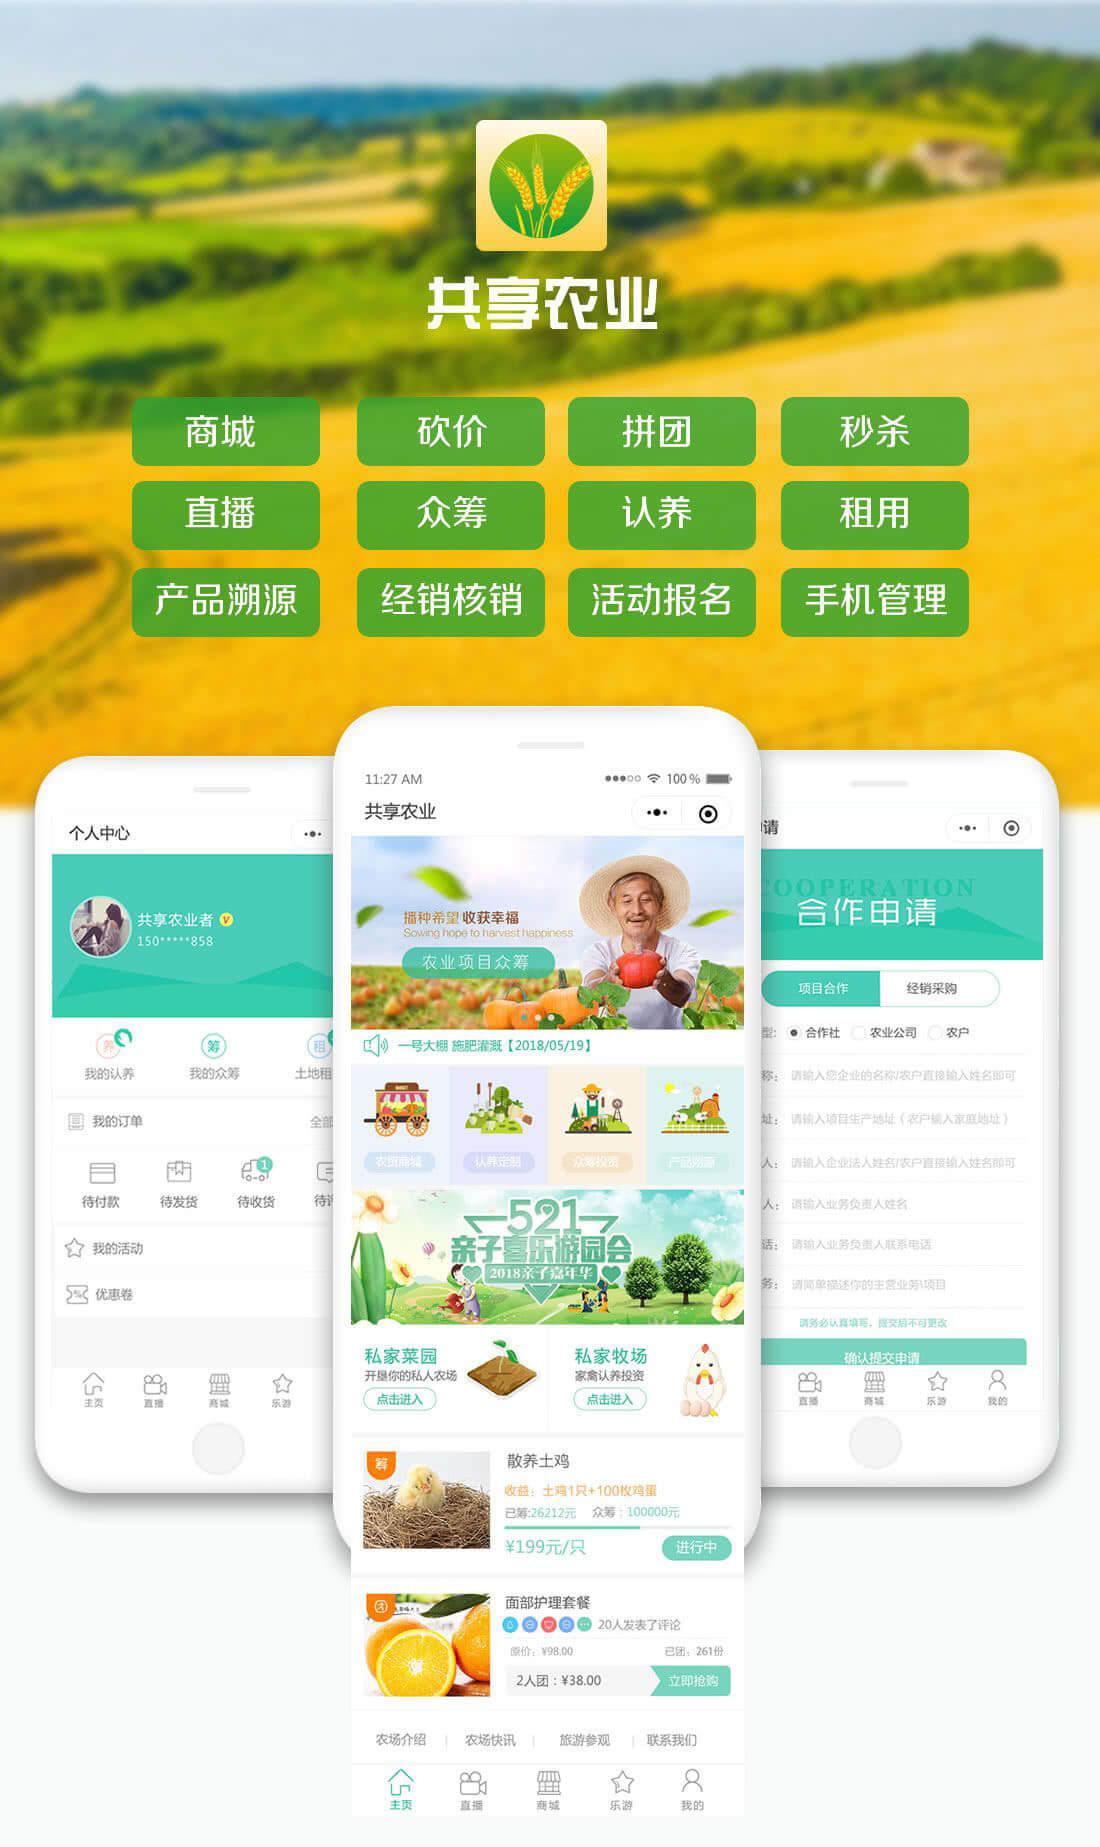 共享农业
商城 砍价 拼团 秒杀
直播 众筹 认养 租用
产品溯源 经销核销 活动报名 手机管理
个人中心
共享农业者 V
150*****858
养 筹 租
我的认养 我的众筹 土地租
我的订单 全部
1
待付款 待发货 待收货 待评
我的活动
优惠卷
主页 直播 商城 乐游
11:27 AM 100%
共享农业
播种希望 收获幸福
Sowing hope to harvest happiness
农业项目众筹
一号大棚 施肥灌溉【2018/05/19】
农贸商城 认养定制 众筹投资 产品溯源
521
亲子喜乐游园会
2018亲子嘉年华
私家菜园 私家牧场
开垦你的私人农场 家禽认养投资
点击进入 点击进入
筹
散养土鸡
收益：土鸡1只+100枚鸡蛋
已筹:26212元 众筹：100000元
¥199元/只 进行中
团
面部护理套餐
20人发表了评论
原价：¥98.00 已团：261份
2人团：¥38.00 立即抢购
农场介绍 农场快讯 旅游参观 联系我们
主页 直播 商城 乐游 我的
申请
COOPERATION
合作申请
项目合作 经销采购
型: 合作社 农业公司 农户
称: 请输入您企业的名称/农户直接输入姓名即可
址: 请输入项目生产地址（农户输入家庭地址）
人: 请输入企业法人姓名/农户直接输入姓名即可
人: 请输入业务负责人姓名
话: 请输入业务负责人联系电话
务: 请简单描述你的主营业务\项目
请务必认真填写，提交后不可更改
确认提交申请
直播 商城 乐游 我的